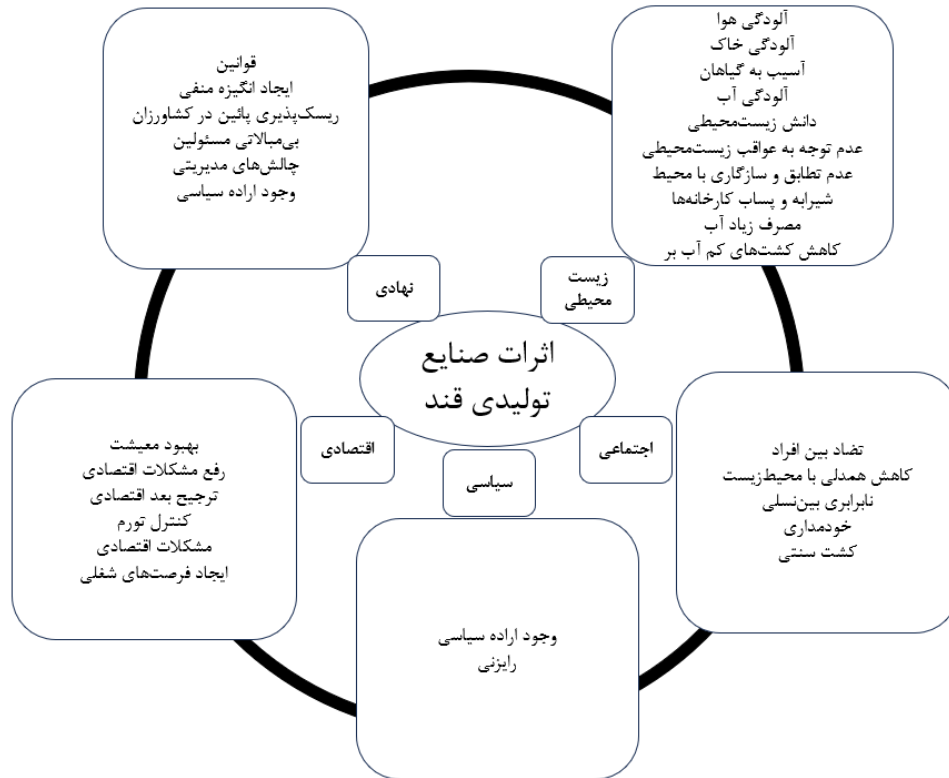 آلودگی هوا
آلودگی خاک
آسیب به گیاهان
آلودگی آب
دانش زیست‌محیطی
عدم توجه به عواقب زیست‌محیطی
عدم تطابق و سازگاری با محیط
شیرابه و پساب کارخانه‌ها
مصرف زیاد آب
کاهش کشت‌های کم آب بر
قوانین
ایجاد انگیزه منفی
ریسک‌پذیری پائین در کشاورزان
بی‌مبالاتی مسئولین
چالش‌های مدیریتی
وجود اراده سیاسی
زیست
محیطی
نهادی
اثرات صنایع
تولیدی قند
اجتماعی
سیاسی
اقتصادی
تضاد بین افراد
کاهش همدلی با محیط‌زیست
نابرابری بین‌نسلی
خودمداری
کشت سنتی
بهبود معیشت
رفع مشکلات اقتصادی
ترجیح بعد اقتصادی
کنترل تورم
مشکلات اقتصادی
ایجاد فرصت‌های شغلی
وجود اراده سیاسی
رایزنی